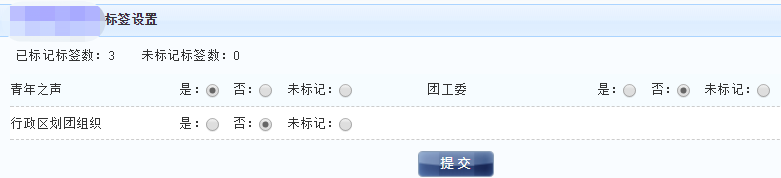 标签设置
已标记标签数：3 未标记标签数：0
青年之声 是： 否： 未标记： 团工委 是： 否： 未标记：
行政区划团组织 是： 否： 未标记：
提交